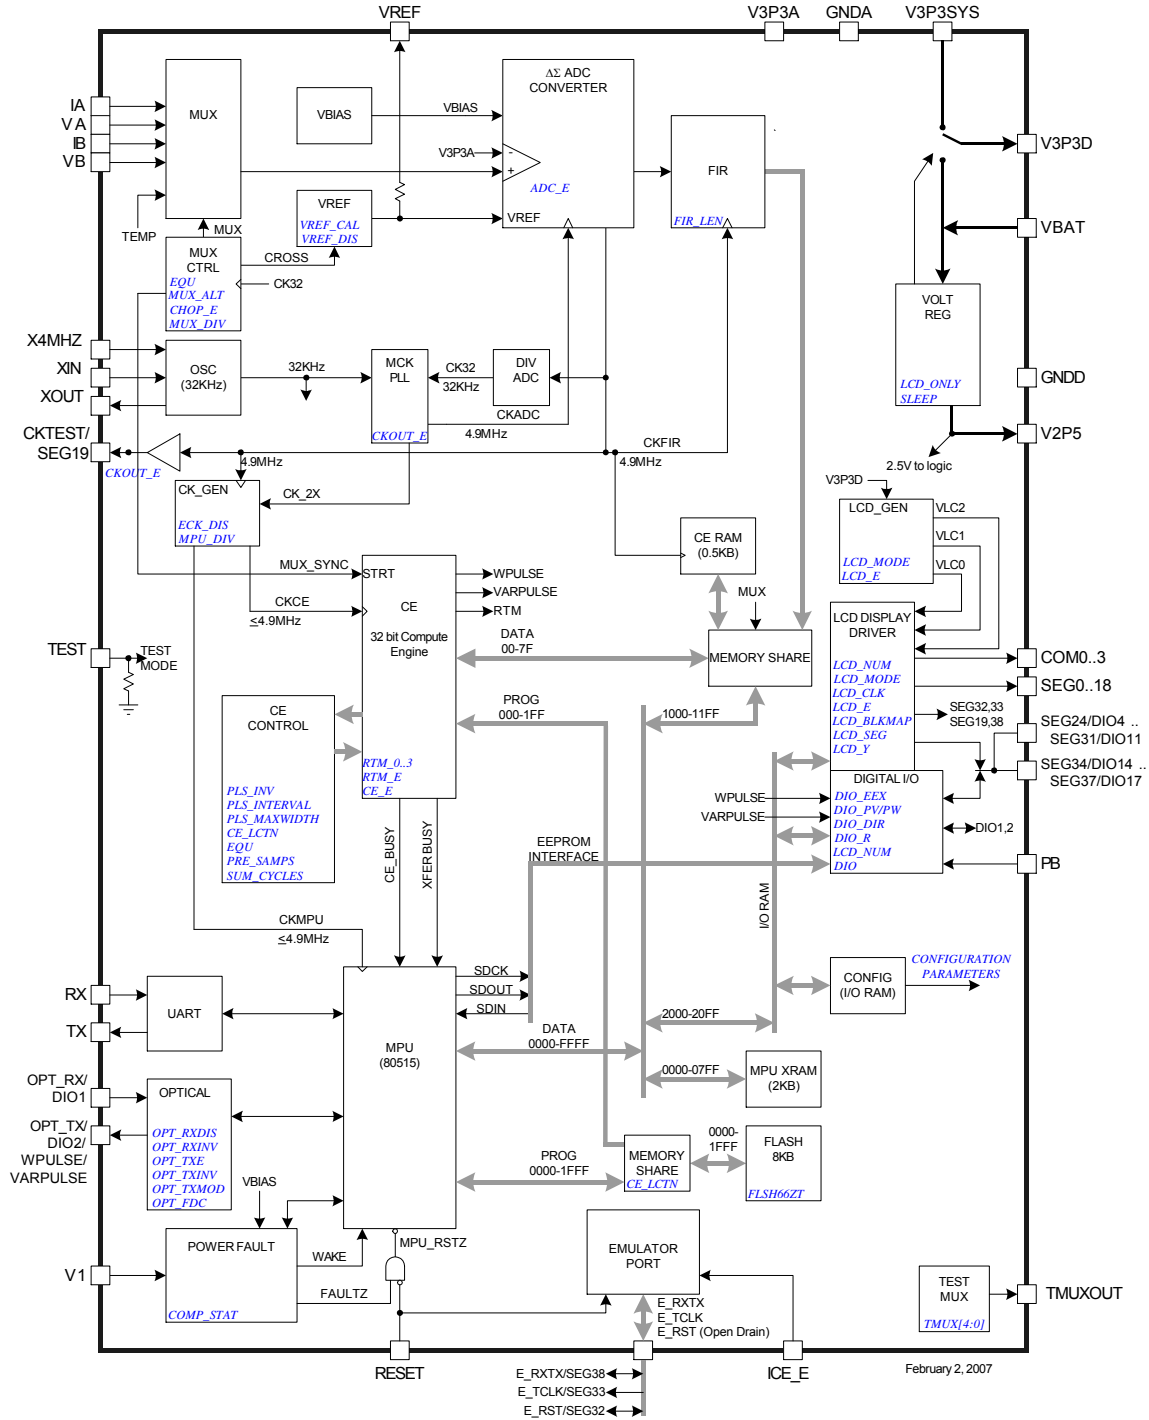 VREF
V3P3A
GNDA
V3P3SYS
IA
VA
IB
VB
MUX
TEMP
VBIAS
VBIAS
ΔΣ ADC
CONVERTER
V3P3A
-
+
ADC_E
VREF
FIR
FIR_LEN
V3P3D
VBAT
VREF
VREF_CAL
VREF_DIS
MUX
MUX
CTRL
EQU
MUX_ALT
CHOP_E
MUX_DIV
CROSS
CK32
VOLT
REG
LCD_ONLY
SLEEP
GNDD
V2P5
2.5V to logic
X4MHZ
XIN
XOUT
OSC
(32KHz)
32KHz
MCK
PLL
CKOUT_E
CK32
32KHz
DIV
ADC
CKADC
4.9MHz
CKTEST/
SEG19
CKOUT_E
4.9MHz
CKFIR
4.9MHz
CK_GEN
ECK_DIS
MPU_DIV
CK_2X
V3P3D
LCD_GEN
LCD_MODE
LCD_E
VLC2
VLC1
VLC0
CE RAM
(0.5KB)
MUX_SYNC
STRT
CKCE
≤4.9MHz
CE
32 bit Compute
Engine
RTM_0..3
RTM_E
CE_E
WPULSE
VARPULSE
RTM
MUX
MEMORY SHARE
DATA
00-7F
PROG
000-1FF
1000-11FF
LCD DISPLAY
DRIVER
LCD_NUM
LCD_MODE
LCD_CLK
LCD_E
LCD_BLKMAP
LCD_SEG
LCD_Y
COM0..3
SEG0..18
SEG32,33
SEG19,38
SEG24/DIO4 ..
SEG31/DIO11
SEG34/DIO14 ..
SEG37/DIO17
TEST
TEST
MODE
CE
CONTROL
PLS_INV
PLS_INTERVAL
PLS_MAXWIDTH
CE_LCTN
EQU
PRE_SAMPS
SUM_CYCLES
DIGITAL I/O
DIO_EEX
DIO_PV/PW
DIO_DIR
DIO_R
LCD_NUM
DIO
WPULSE
VARPULSE
DIO1,2
PB
CE_BUSY
XFER BUSY
EEPROM
INTERFACE
I/O RAM
CKMPU
≤4.9MHz
CONFIG
(I/O RAM)
CONFIGURATION
PARAMETERS
RX
TX
UART
MPU
(80515)
SDCK
SDOUT
SDIN
DATA
0000-FFFF
2000-20FF
0000-07FF
MPU XRAM
(2KB)
OPT_RX/
DIO1
OPT_TX/
DIO2/
WPULSE/
VARPULSE
OPTICAL
OPT_RXDIS
OPT_RXINV
OPT_TXE
OPT_TXINV
OPT_TXMOD
OPT_FDC
PROG
0000-1FFF
MEMORY
SHARE
CE_LCTN
0000-
1FFF
FLASH
8KB
FLSH66ZT
VBIAS
V1
POWER FAULT
COMP_STAT
WAKE
FAULTZ
MPU_RSTZ
EMULATOR
PORT
E_RXTX
E_TCLK
E_RST (Open Drain)
TEST
MUX
TMUX[4:0]
TMUXOUT
RESET
ICE_E
February 2, 2007
E_RXTX/SEG38
E_TCLK/SEG33
E_RST/SEG32